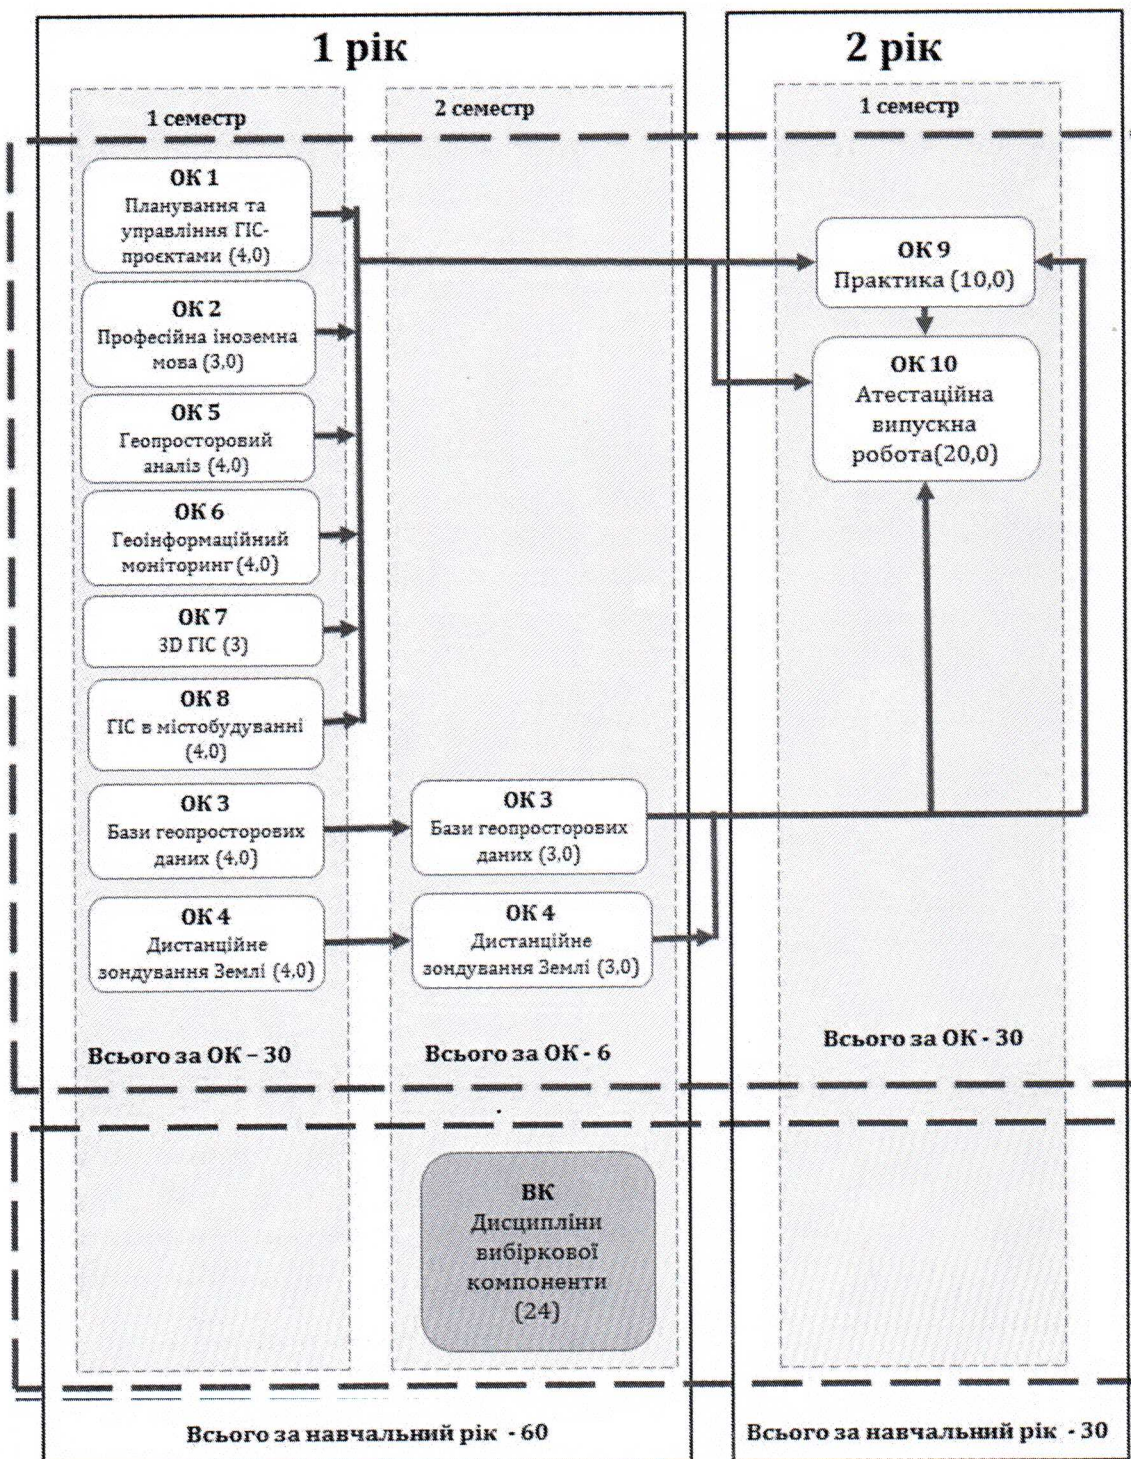 1 рік
1 семестр
ОК 1
Планування та
управління ГІС-
проєктами (4,0)
ОК 2
Професійна іноземна
мова (3,0)
ОК 5
Геопросторовий
аналіз (4,0)
ОК 6
Геоінформаційний
моніторинг (4,0)
ОК 7
3D ГІС (3)
ОК 8
ГІС в містобудуванні
(4,0)
ОК 3
Бази геопросторових
даних (4,0)
ОК 4
Дистанційне
зондування Землі (4,0)
Всього за ОК – 30
2 семестр
ОК 3
Бази геопросторових
даних (3,0)
ОК 4
Дистанційне
зондування Землі (3,0)
Всього за ОК - 6
ВК
Дисципліни
вибіркової
компоненти
(24)
Всього за навчальний рік - 60
2 рік
1 семестр
ОК 9
Практика (10,0)
ОК 10
Атестаційна
випускна
робота(20,0)
Всього за ОК - 30
Всього за навчальний рік - 30